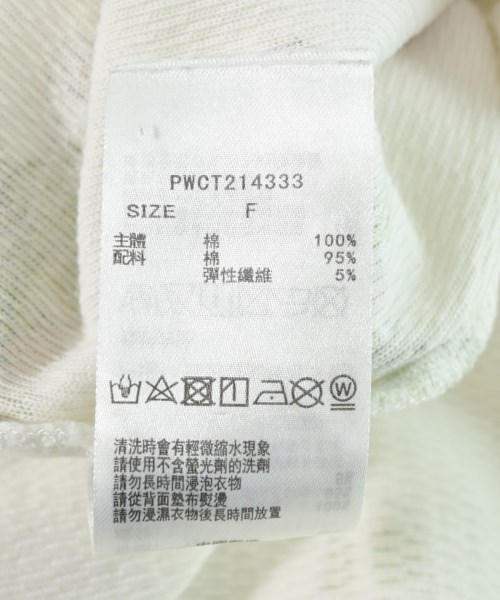 PWCT214333
SIZE F
主體 棉 100%
配料 棉 95%
彈性纖維 5%
W
清洗時會有輕微縮水現象
請使用不含螢光劑的洗劑
請勿長時間浸泡衣物
請從背面墊布熨燙
請勿浸濕衣物後長時間放置